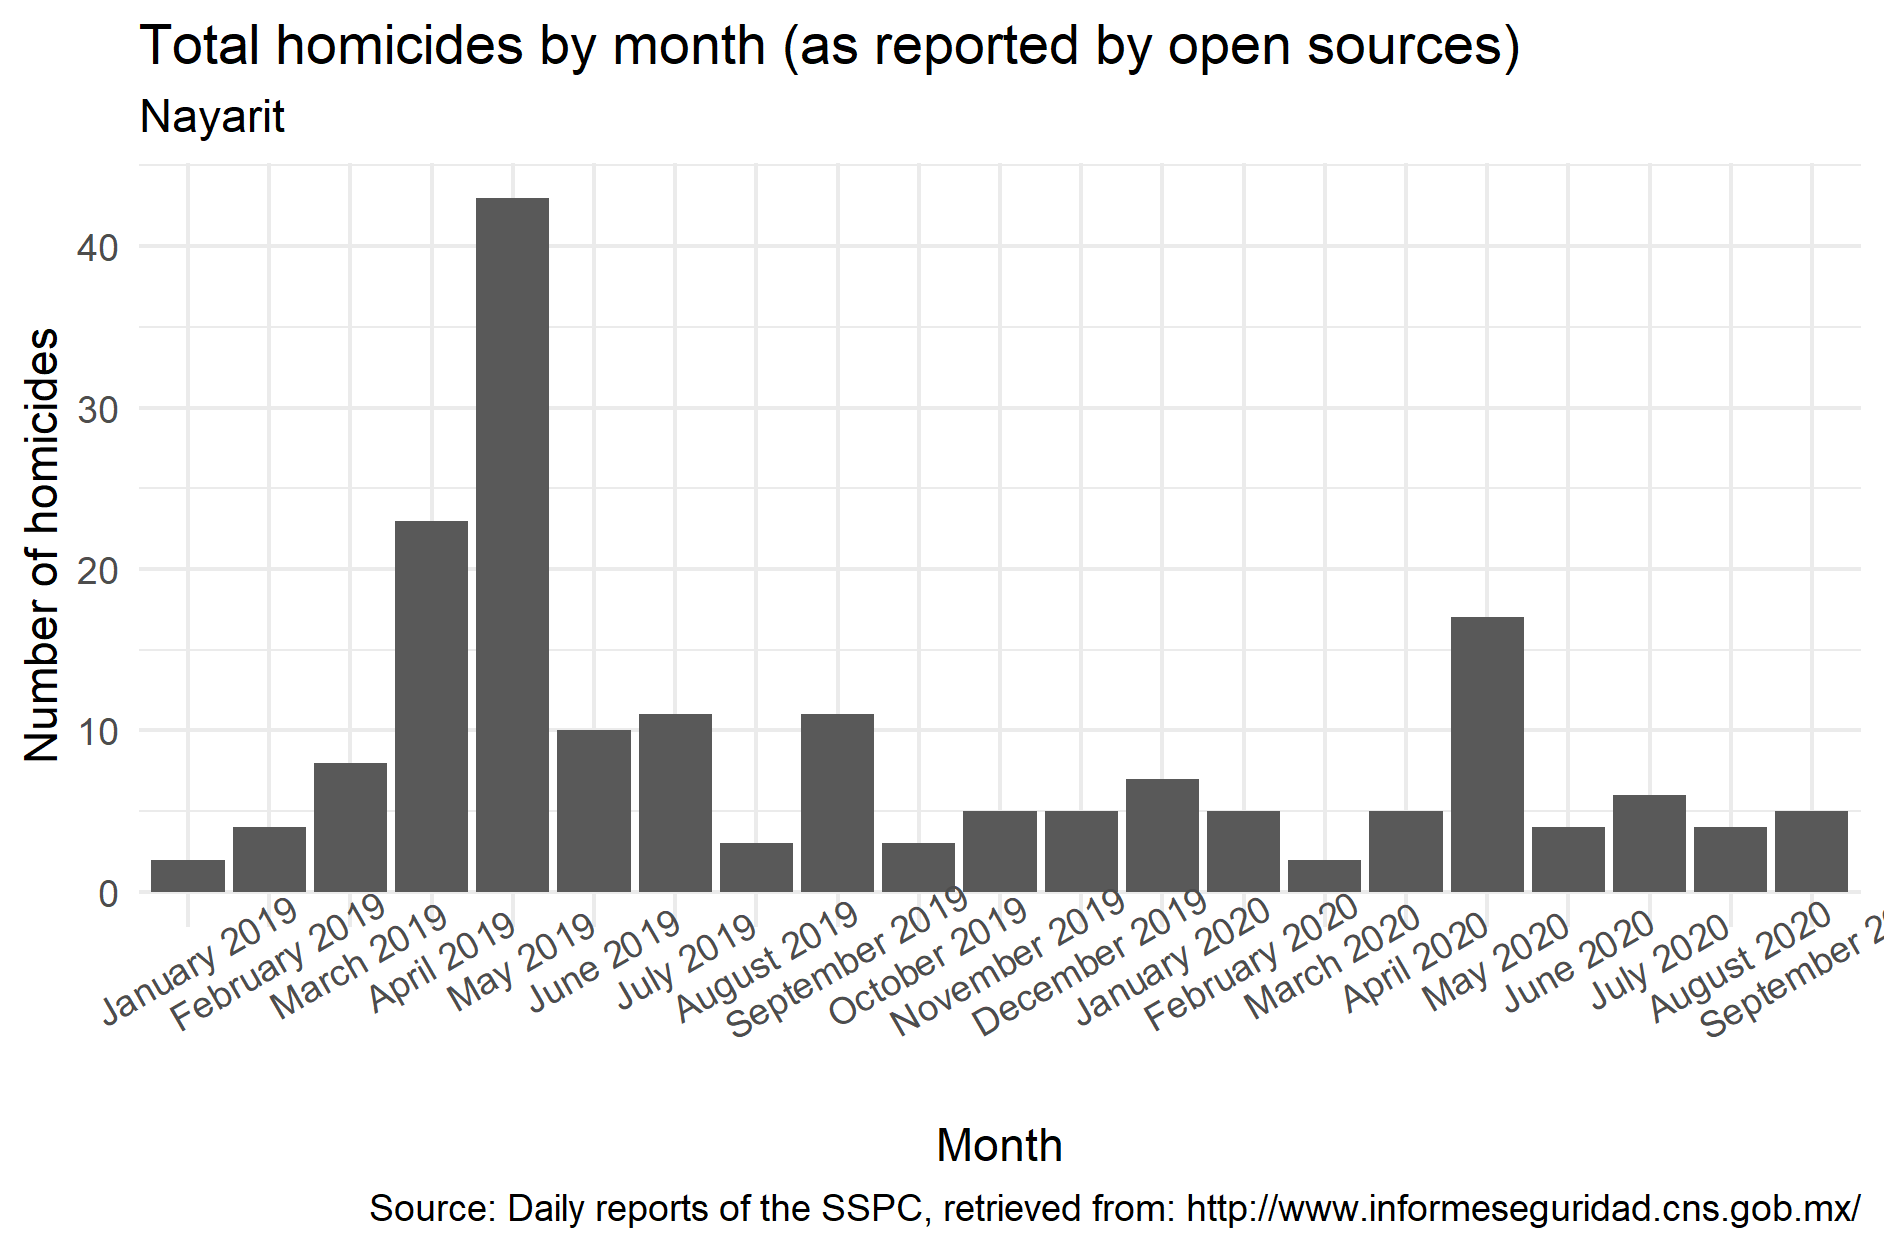 Total homicides by month (as reported by open sources)
Nayarit
Number of homicides
40
30
20
10
0
January 2019
February 2019
March 2019
April 2019
May 2019
June 2019
July 2019
August 2019
September 2019
October 2019
November 2019
December 2019
January 2020
February 2020
March 2020
April 2020
May 2020
June 2020
July 2020
August 2020
September 2
Month
Source: Daily reports of the SSPC, retrieved from: http://www.informeseguridad.cns.gob.mx/